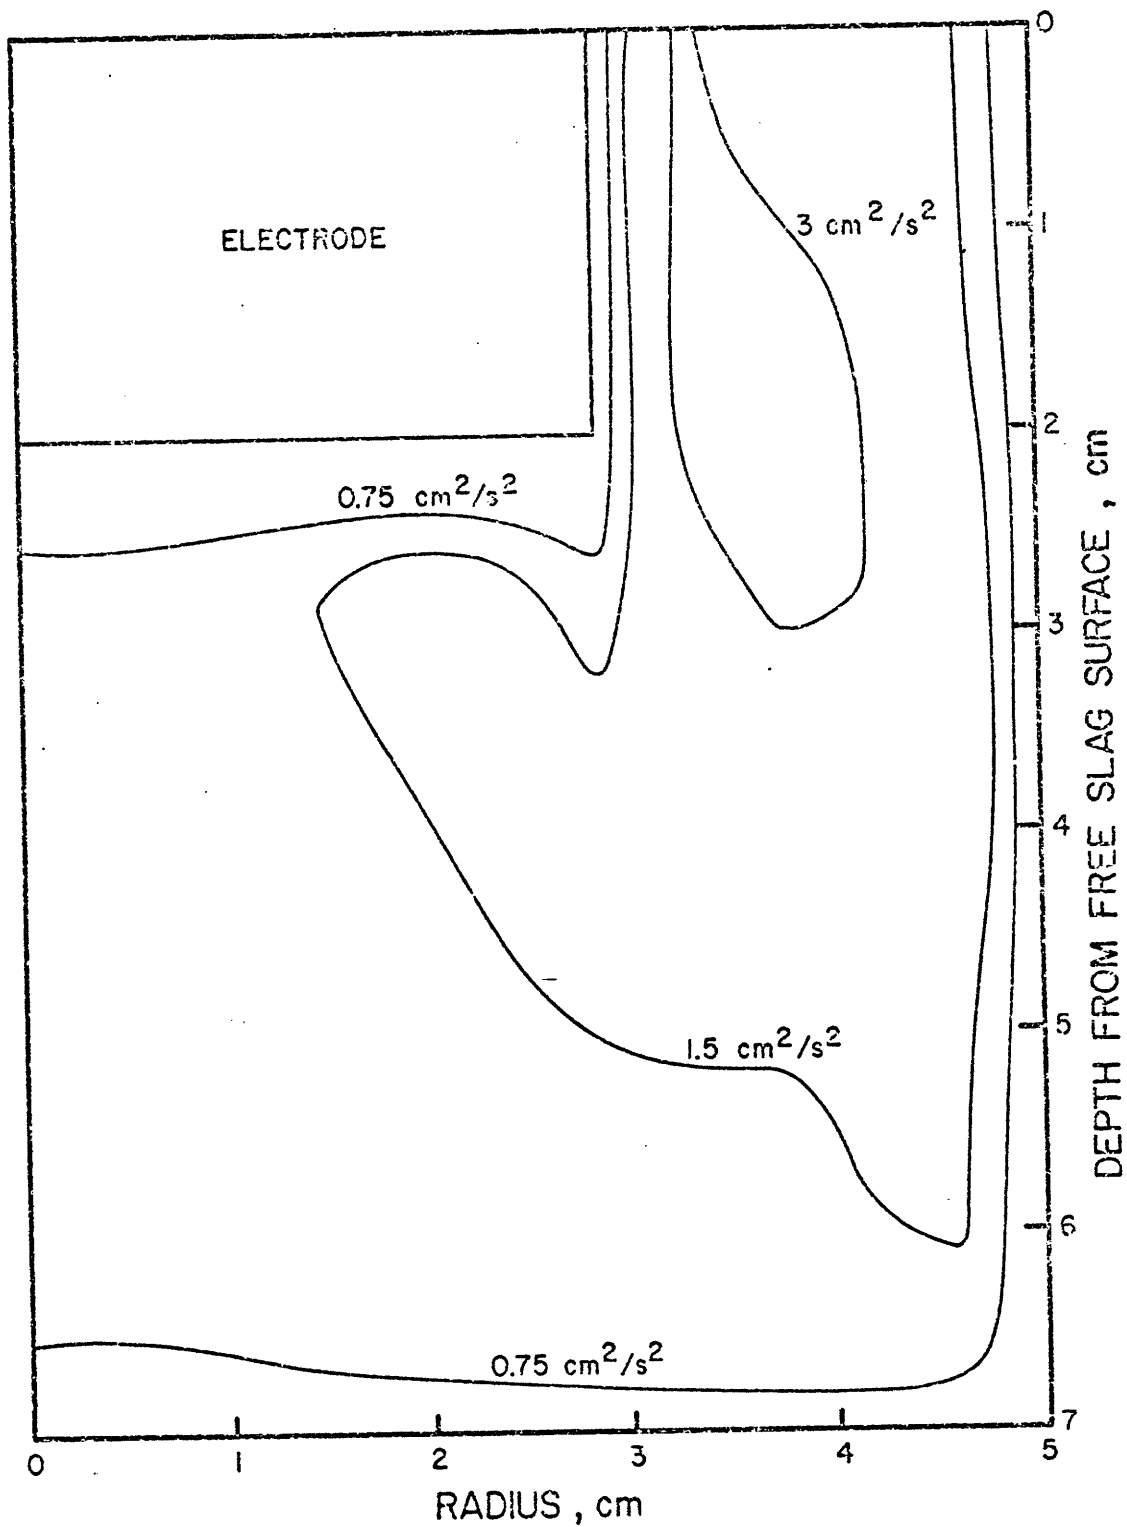 0
ELECTRODE
3 cm²/s²
1
2
0.75 cm²/s²
3
4
5
1.5 cm²/s²
6
0.75 cm²/s²
7
0 1 2 3 4 5
RADIUS , cm
DEPTH FROM FREE SLAG SURFACE , cm